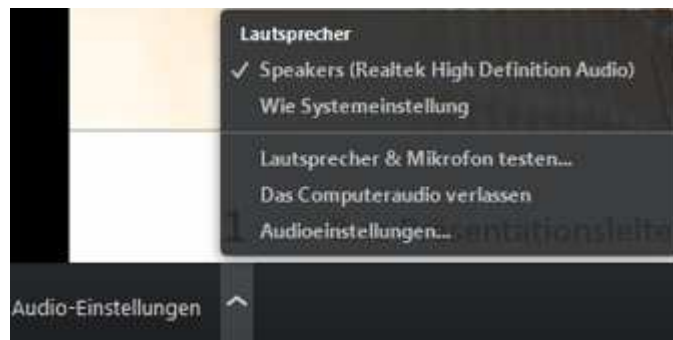 Lautsprecher
Speakers (Realtek High Definition Audio)
Wie Systemeinstellung
Lautsprecher & Mikrofon testen...
Das Computeraudio verlassen
Audioeinstellungen...
Audio-Einstellungen